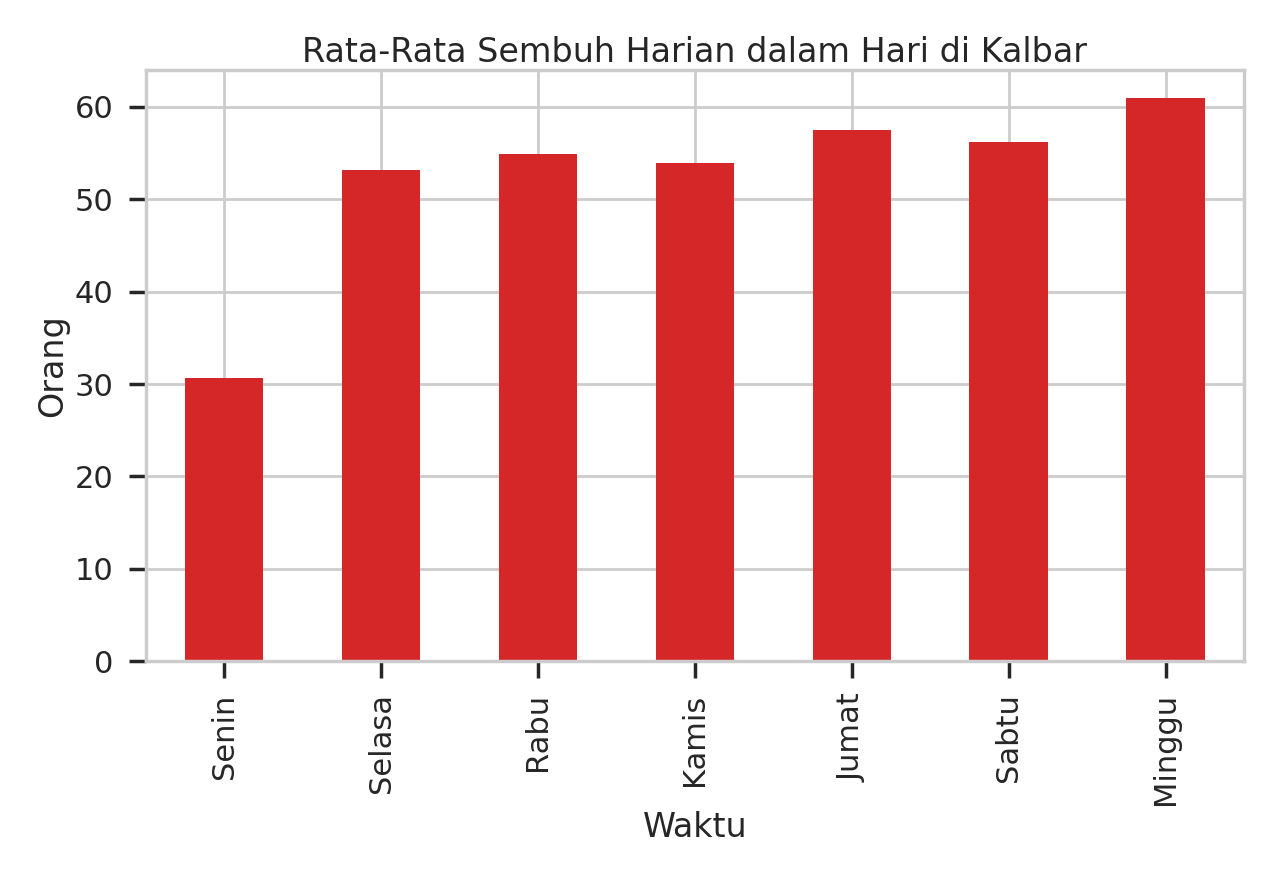 Rata-Rata Sembuh Harian dalam Hari di Kalbar
60
50
40
30
20
10
0
Orang
Senin
Selasa
Rabu
Kamis
Jumat
Sabtu
Minggu
Waktu